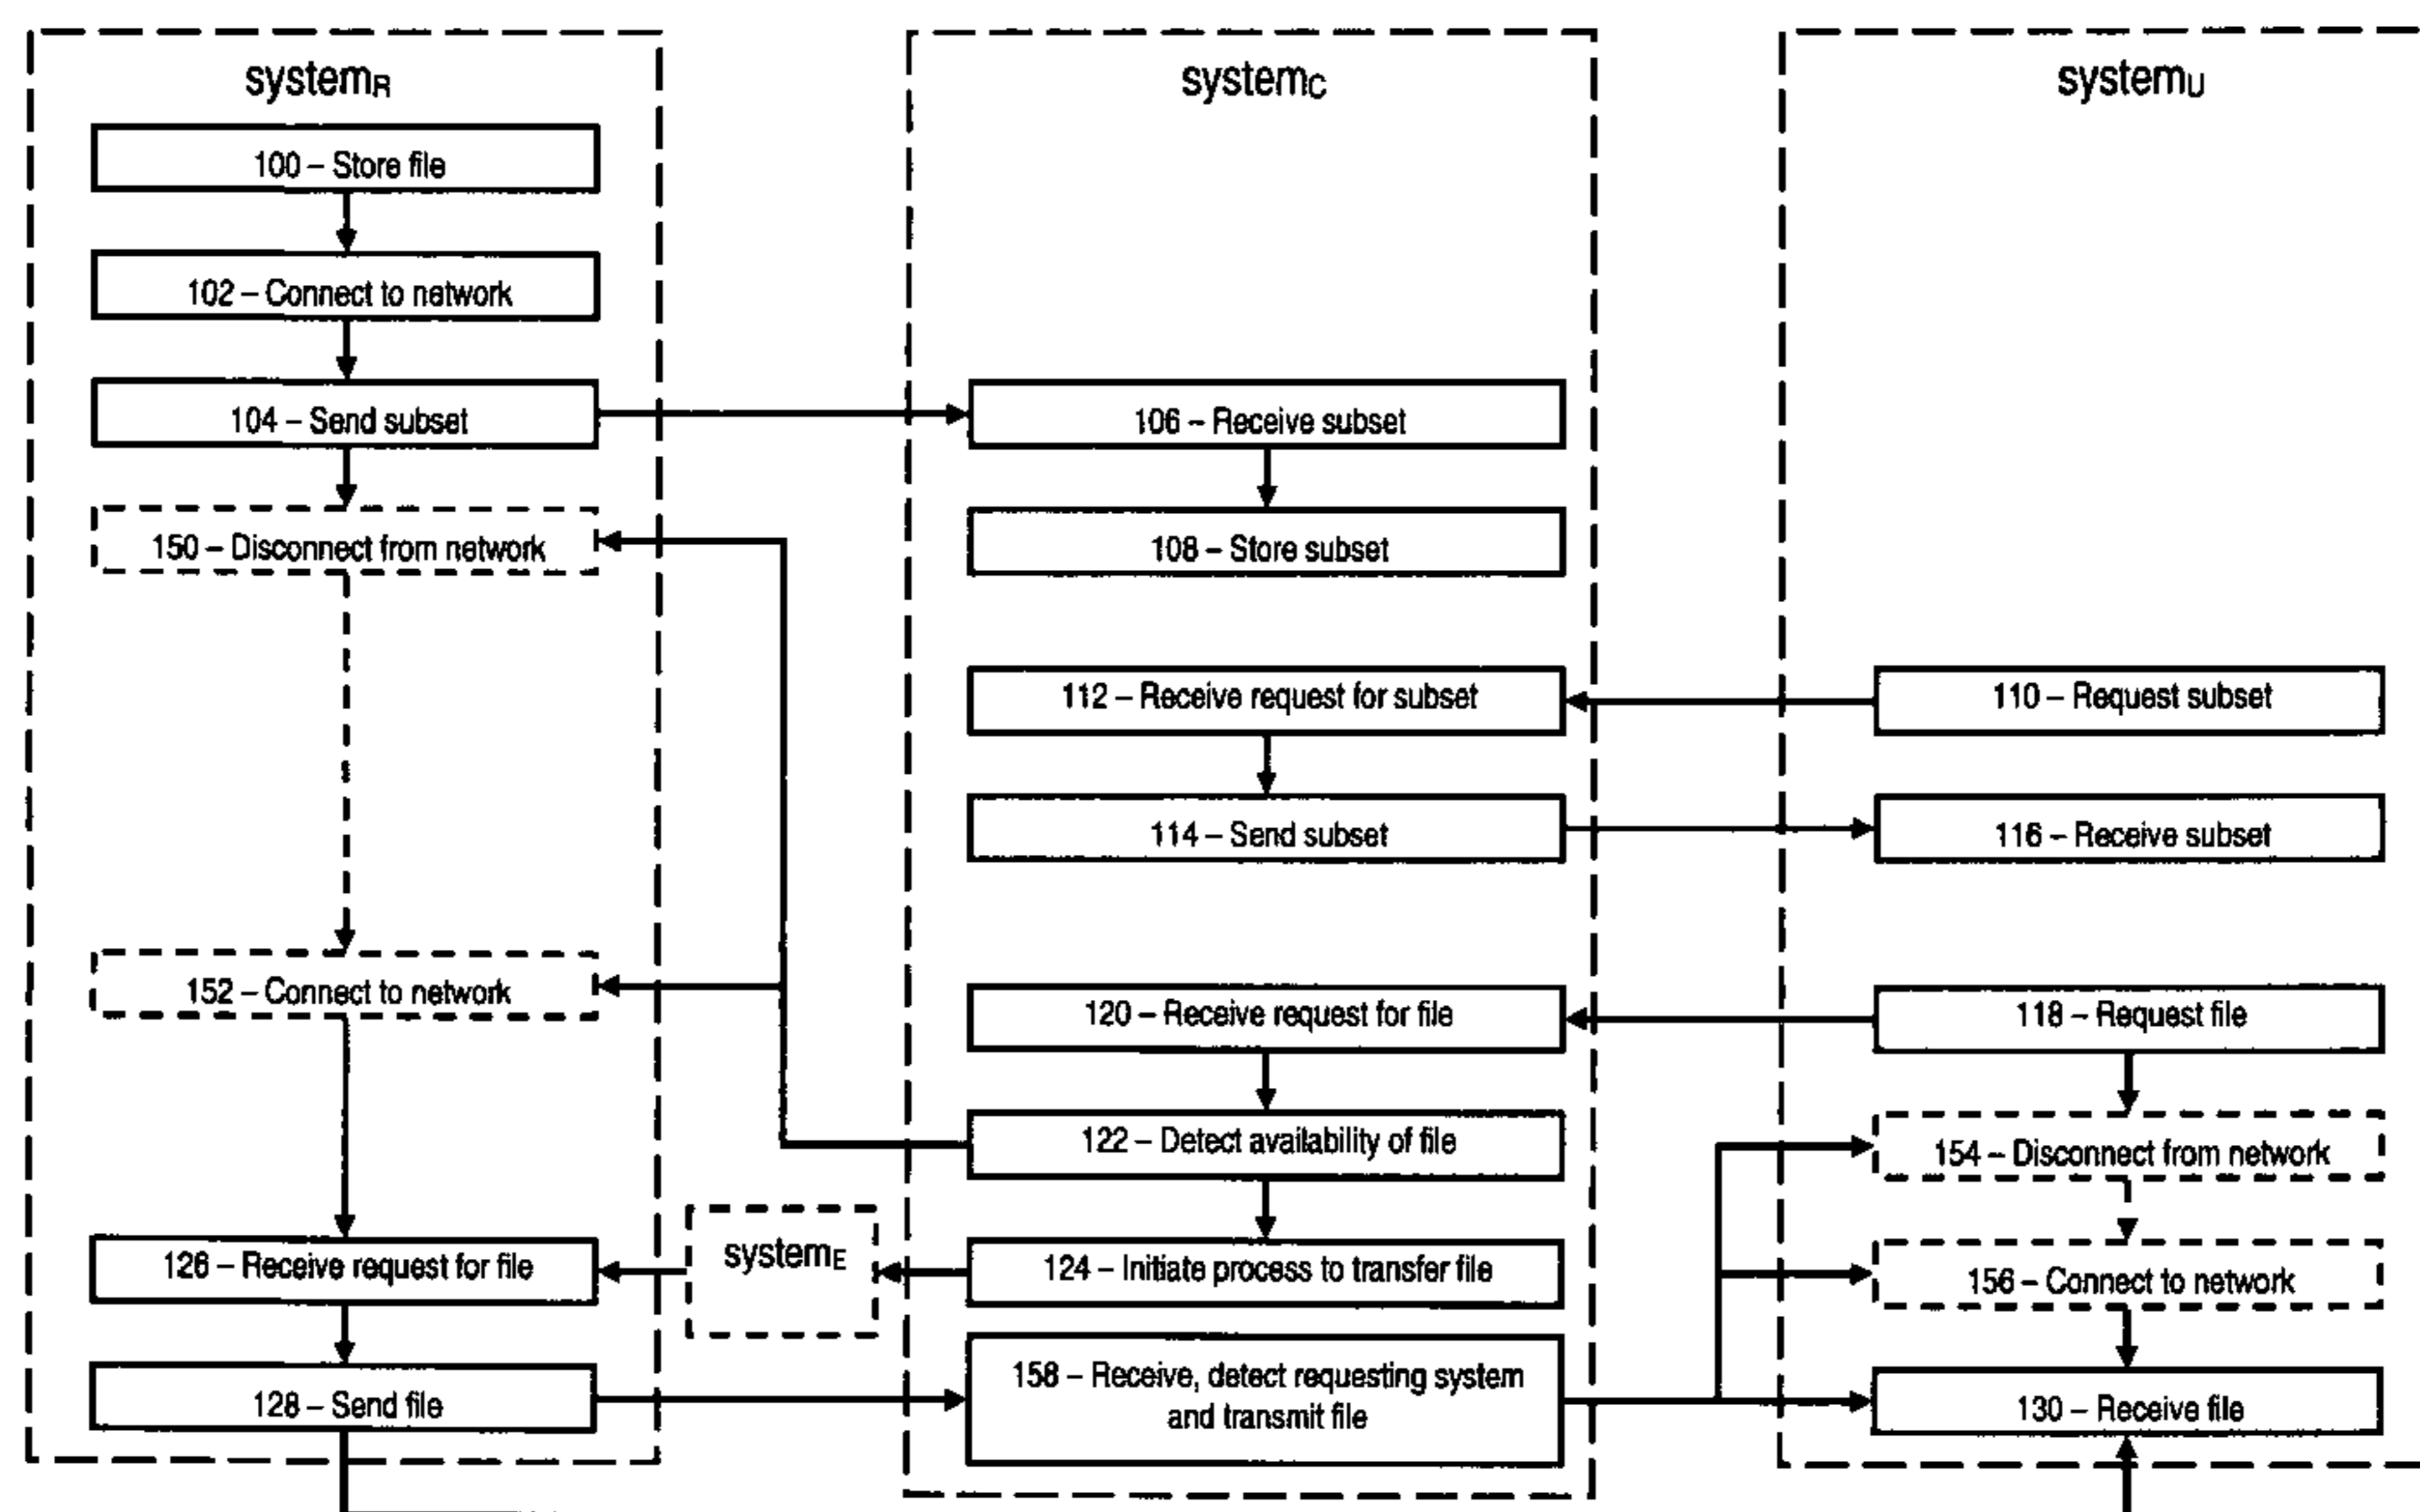 system_R
100 – Store file
102 – Connect to network
104 – Send subset
150 – Disconnect from network
152 – Connect to network
126 – Receive request for file
128 – Send file
system_E
system_C
106 – Receive subset
108 – Store subset
112 – Receive request for subset
114 – Send subset
120 – Receive request for file
122 – Detect availability of file
124 – Initiate process to transfer file
158 – Receive, detect requesting system
and transmit file
system_U
110 – Request subset
116 – Receive subset
118 – Request file
154 – Disconnect from network
156 – Connect to network
130 – Receive file